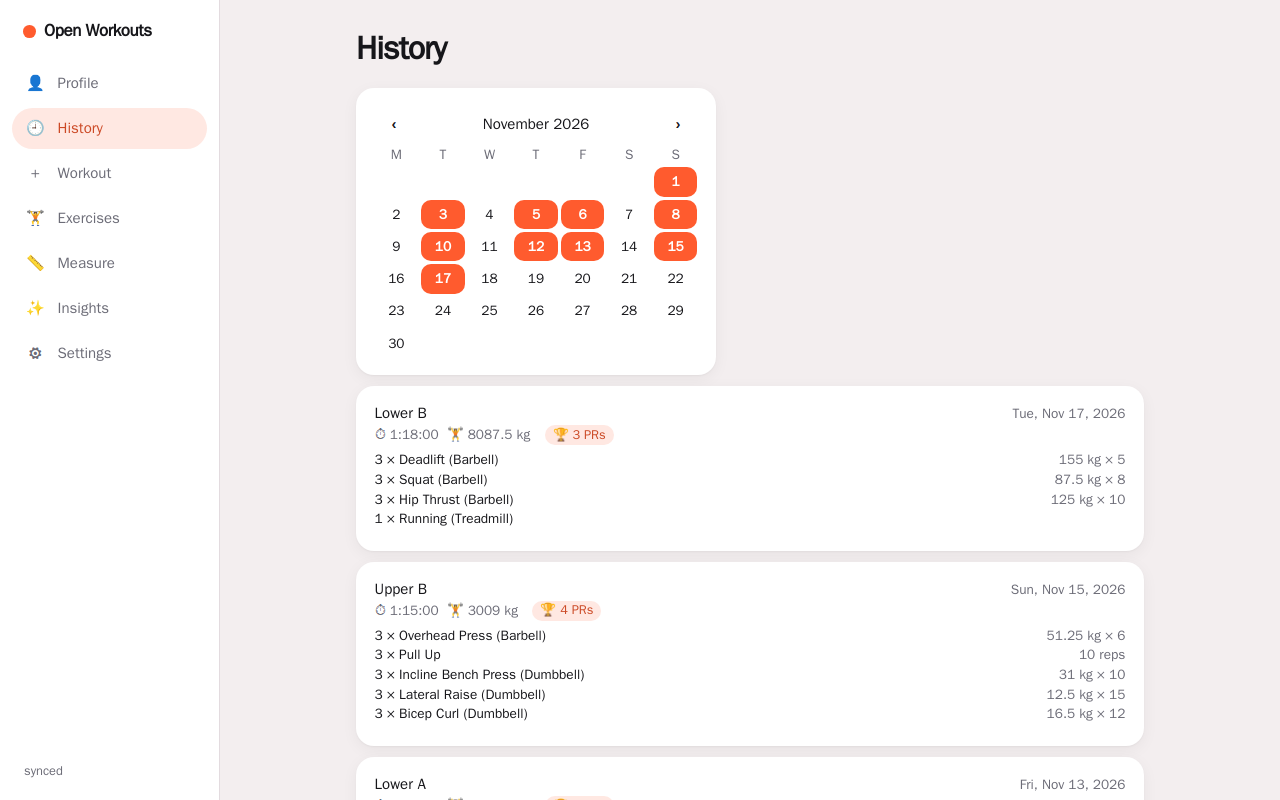 Open Workouts
Profile
History
+ Workout
Exercises
Measure
Insights
Settings
synced
History
‹ November 2026 ›
M T W T F S S
1
2 3 4 5 6 7 8
9 10 11 12 13 14 15
16 17 18 19 20 21 22
23 24 25 26 27 28 29
30
Lower B Tue, Nov 17, 2026
⏱ 1:18:00 🏋 8087.5 kg 🏆 3 PRs
3 × Deadlift (Barbell) 155 kg × 5
3 × Squat (Barbell) 87.5 kg × 8
3 × Hip Thrust (Barbell) 125 kg × 10
1 × Running (Treadmill)
Upper B Sun, Nov 15, 2026
⏱ 1:15:00 🏋 3009 kg 🏆 4 PRs
3 × Overhead Press (Barbell) 51.25 kg × 6
3 × Pull Up 10 reps
3 × Incline Bench Press (Dumbbell) 31 kg × 10
3 × Lateral Raise (Dumbbell) 12.5 kg × 15
3 × Bicep Curl (Dumbbell) 16.5 kg × 12
Lower A Fri, Nov 13, 2026